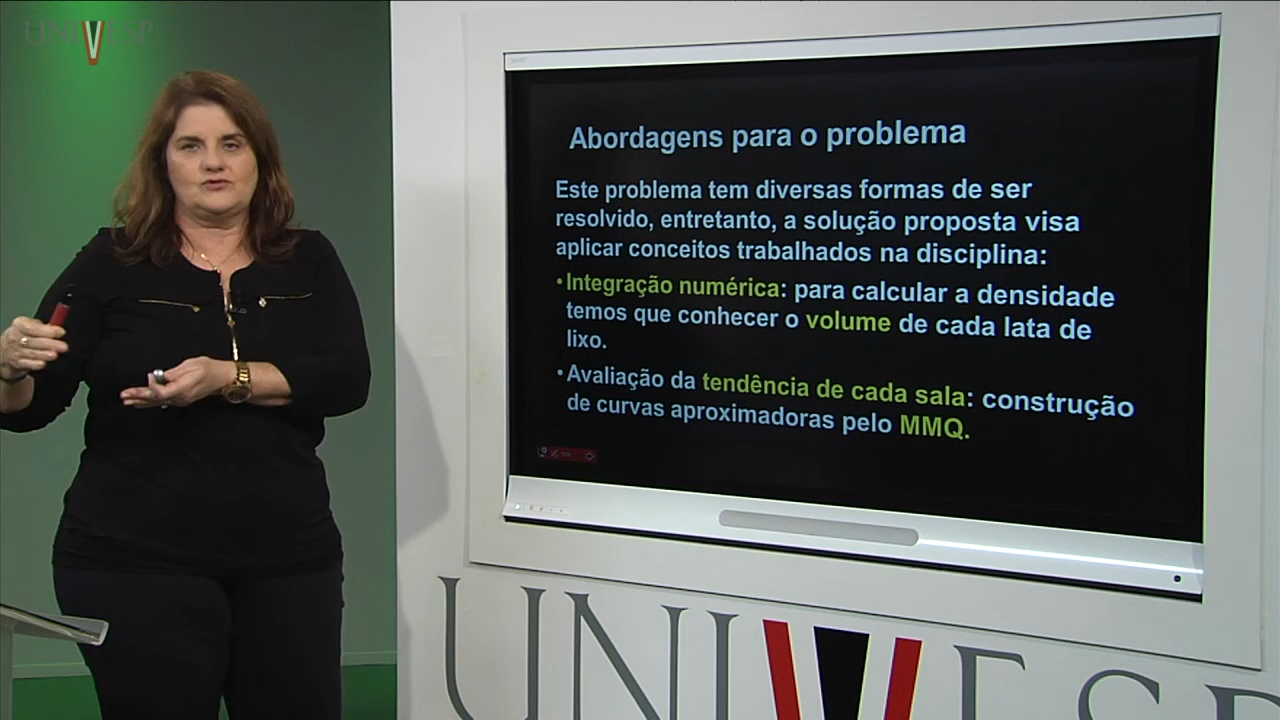 UNIVESP
Abordagens para o problema
Este problema tem diversas formas de ser
resolvido, entretanto, a solução proposta visa
aplicar conceitos trabalhados na disciplina:
•Integração numérica: para calcular a densidade
temos que conhecer o volume de cada lata de
lixo.
•Avaliação da tendência de cada sala: construção
de curvas aproximadoras pelo MMQ.
UNIVESP